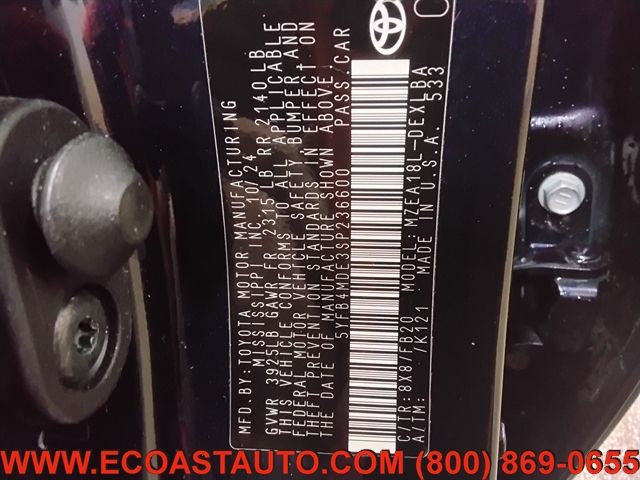 MFD. BY: TOYOTA MOTOR MANUFACTURING
MISSISSIPPI INC. 10/24
GVWR 3925LB GAWR FR 2315 LB RR 2140LB
THIS VEHICLE CONFORMS TO ALL APPLICABLE
FEDERAL MOTOR VEHICLE SAFETY, BUMPER AND
THEFT PREVENTION STANDARDS IN EFFECT ON
THE DATE OF MANUFACTURE SHOWN ABOVE.
5YFB4MDE3SP236600 PASS. CAR
C/TR: 8X8/FB20 MODEL: MZEA18L-DEXLBA
A/TM: /K121 MADE IN U.S.A. 533
WWW.ECOASTAUTO.COM (800) 869-0655